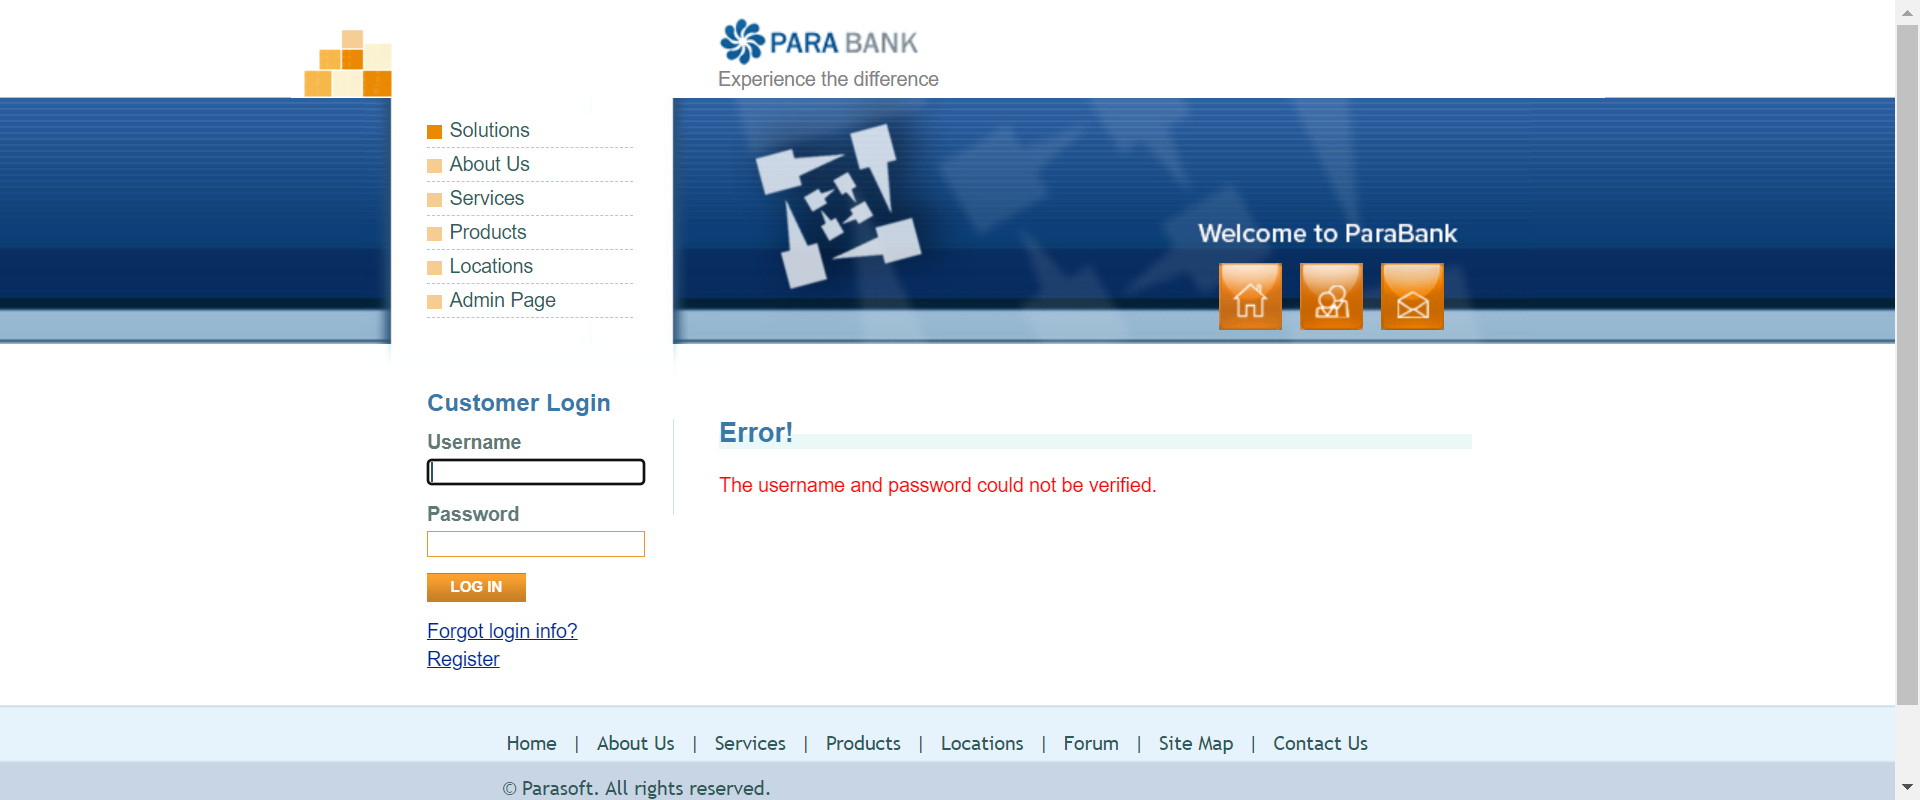 PARA BANK
Experience the difference
Solutions
About Us
Services
Products
Locations
Admin Page
Welcome to ParaBank
Customer Login
Username
Password
LOG IN
Forgot login info?
Register
Error!
The username and password could not be verified.
Home | About Us | Services | Products | Locations | Forum | Site Map | Contact Us
© Parasoft. All rights reserved.